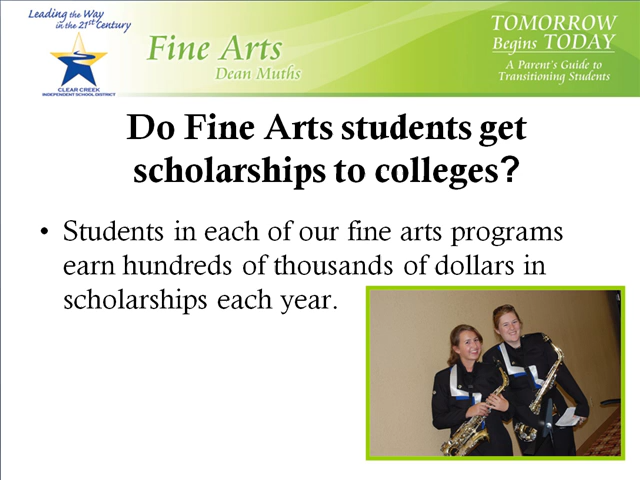 Leading the Way
in the 21st Century
CLEAR CREEK
INDEPENDENT SCHOOL DISTRICT
Fine Arts
Dean Muths
TOMORROW
Begins TODAY
A Parent's Guide to
Transitioning Students
Do Fine Arts students get
scholarships to colleges?
• Students in each of our fine arts programs
earn hundreds of thousands of dollars in
scholarships each year.